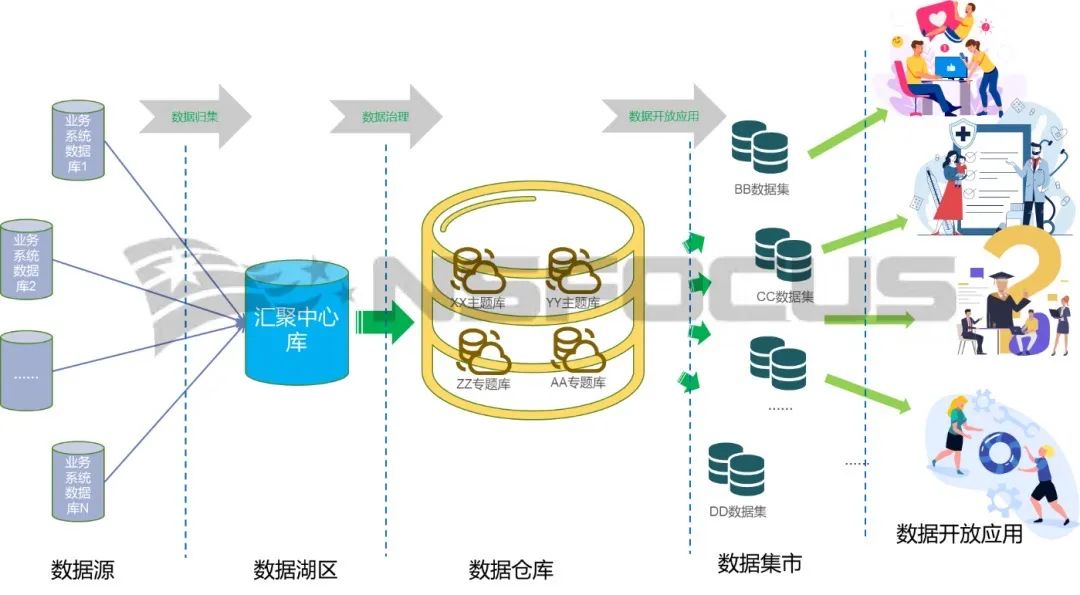 数据归集
数据治理
数据开放应用
业务
系统
数据
库1
业务
系统
数据
库2
……
业务
系统
数据
库N
汇聚中心
库
XX主题库
YY主题库
ZZ专题库
AA专题库
BB数据集
CC数据集
……
DD数据集
……
NSFOCUS
数据源
数据湖区
数据仓库
数据集市
数据开放应用